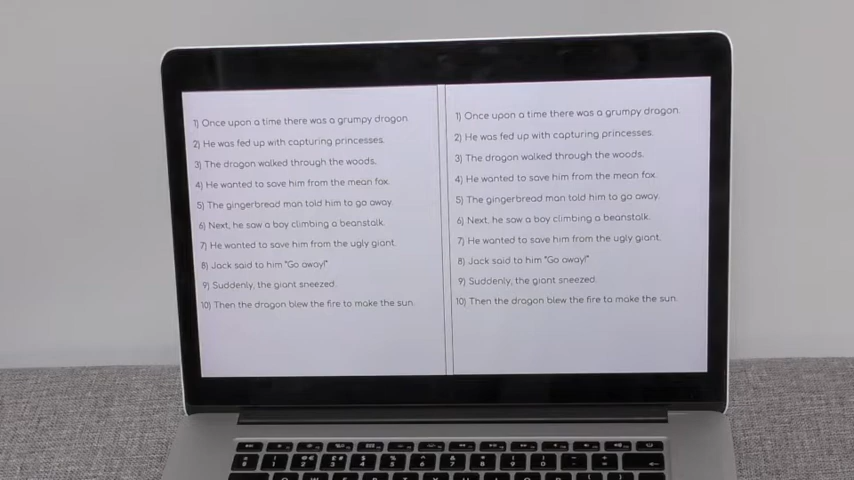 1) Once upon a time there was a grumpy dragon.
2) He was fed up with capturing princesses.
3) The dragon walked through the woods.
4) He wanted to save him from the mean fox.
5) The gingerbread man told him to go away.
6) Next, he saw a boy climbing a beanstalk.
7) He wanted to save him from the ugly giant.
8) Jack said to him "Go away!"
9) Suddenly, the giant sneezed.
10) Then the dragon blew the fire to make the sun.
1) Once upon a time there was a grumpy dragon.
2) He was fed up with capturing princesses.
3) The dragon walked through the woods.
4) He wanted to save him from the mean fox.
5) The gingerbread man told him to go away.
6) Next, he saw a boy climbing a beanstalk.
7) He wanted to save him from the ugly giant.
8) Jack said to him "Go away!"
9) Suddenly, the giant sneezed.
10) Then the dragon blew the fire to make the sun.